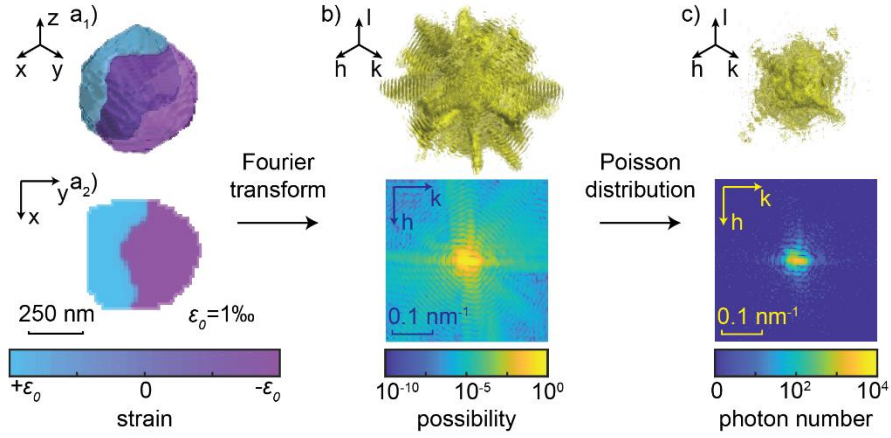 z a₁)
x y
y a₂)
x
250 nm
ε₀=1‰
+ε₀ 0 -ε₀
strain
Fourier
transform
b)
l
h k
k
h
0.1 nm⁻¹
10⁻¹⁰ 10⁻⁵ 10⁰
possibility
Poisson
distribution
c)
l
h k
k
h
0.1 nm⁻¹
0 10² 10⁴
photon number